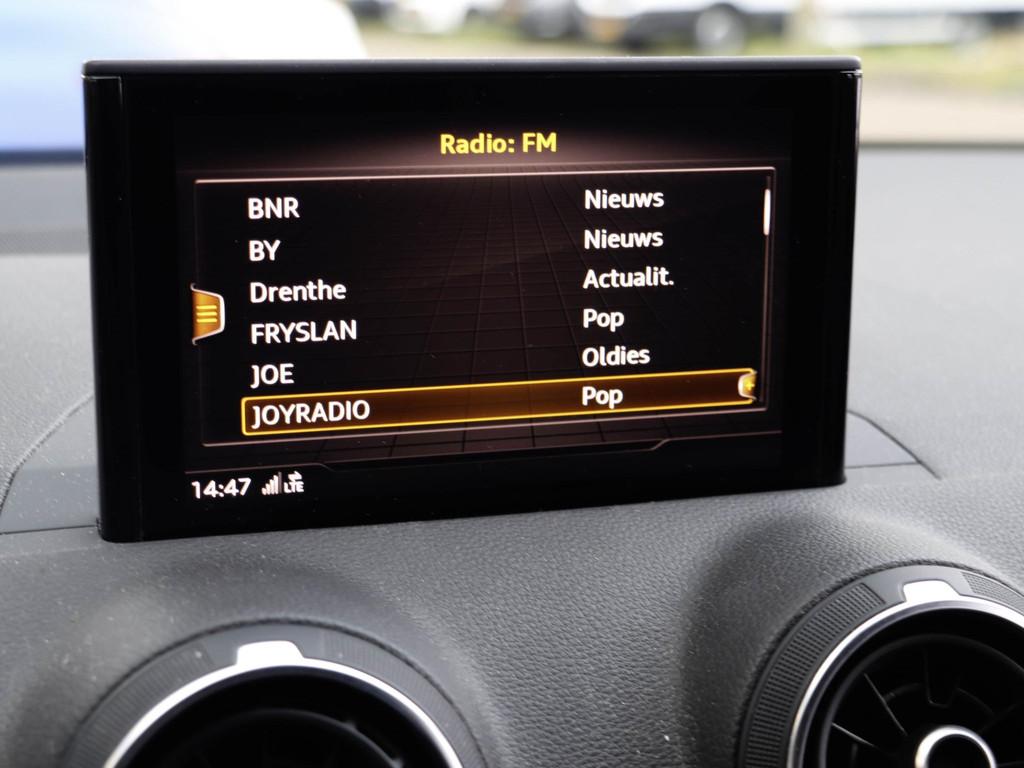 Radio: FM
BNR Nieuws
BY Nieuws
Drenthe Actualit.
FRYSLAN Pop
JOE Oldies
JOYRADIO Pop
14:47 LTE